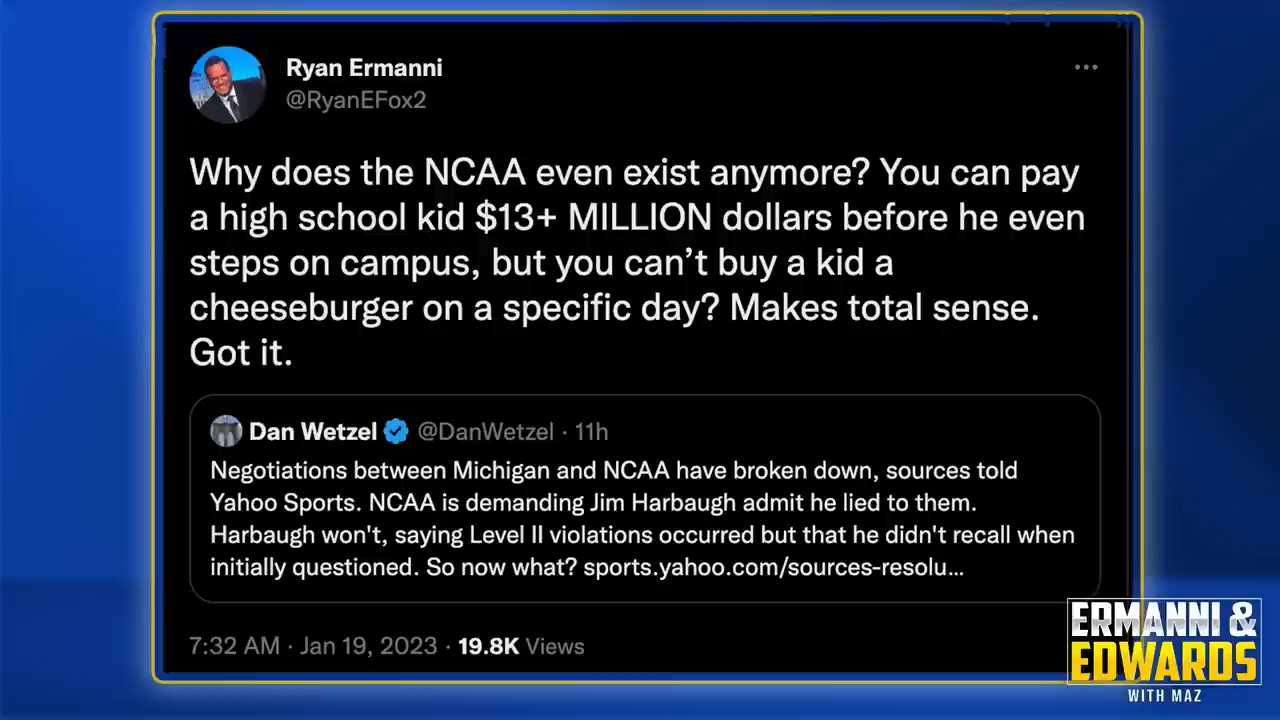 Ryan Ermanni
@RyanEFox2
Why does the NCAA even exist anymore? You can pay
a high school kid $13+ MILLION dollars before he even
steps on campus, but you can’t buy a kid a
cheeseburger on a specific day? Makes total sense.
Got it.
Dan Wetzel @DanWetzel · 11h
Negotiations between Michigan and NCAA have broken down, sources told
Yahoo Sports. NCAA is demanding Jim Harbaugh admit he lied to them.
Harbaugh won't, saying Level II violations occurred but that he didn't recall when
initially questioned. So now what? sports.yahoo.com/sources-resolu...
7:32 AM · Jan 19, 2023 · 19.8K Views
ERMANNI &
EDWARDS
WITH MAZ